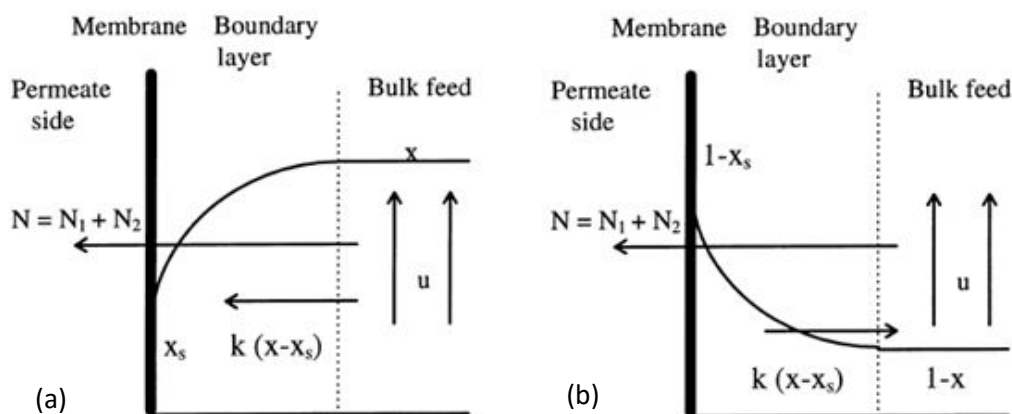 Membrane Boundary layer
Permeate side
Bulk feed
x
N = N₁ + N₂
u
xₛ
k (x-xₛ)
(a)
Membrane Boundary layer
Permeate side
Bulk feed
1-xₛ
N = N₁ + N₂
u
k (x-xₛ)
1-x
(b)